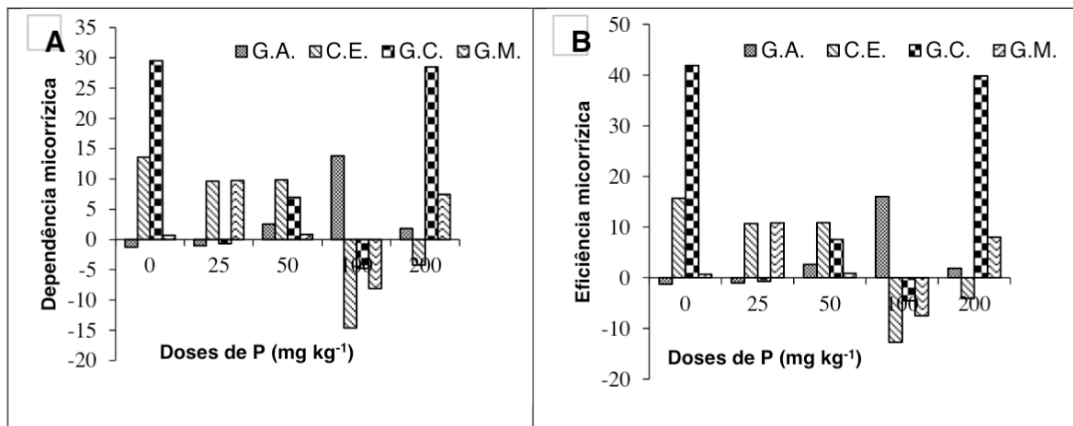 A
G.A. C.E. G.C. G.M.
Dependência micorrízica
35
30
25
20
15
10
5
0
-5
-10
-15
-20
0 25 50 100 200
Doses de P (mg kg⁻¹)
B
G.A. C.E. G.C. G.M.
Eficiência micorrízica
50
40
30
20
10
0
-10
-20
0 25 50 100 200
Doses de P (mg kg⁻¹)